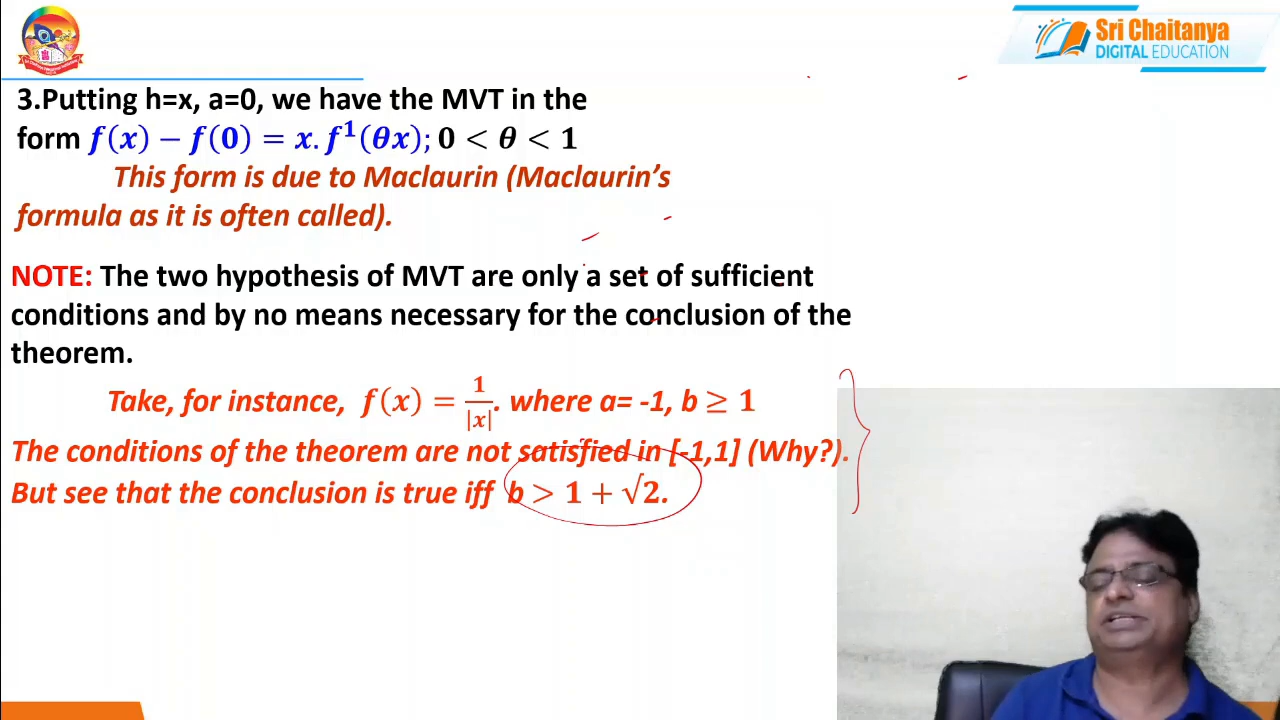 Sri Chaitanya
DIGITAL EDUCATION
3.Putting h=x, a=0, we have the MVT in the
form f(x) − f(0) = x. f¹(θx); 0 < θ < 1
This form is due to Maclaurin (Maclaurin’s
formula as it is often called).
NOTE: The two hypothesis of MVT are only a set of sufficient
conditions and by no means necessary for the conclusion of the
theorem.
Take, for instance, f(x) = 1/|x|. where a= -1, b ≥ 1
The conditions of the theorem are not satisfied in [-1,1] (Why?).
But see that the conclusion is true iff b > 1 + √2.